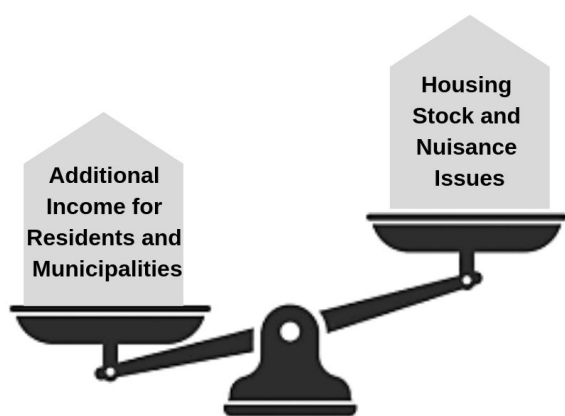 Additional
Income for
Residents and
Municipalities
Housing
Stock and
Nuisance
Issues